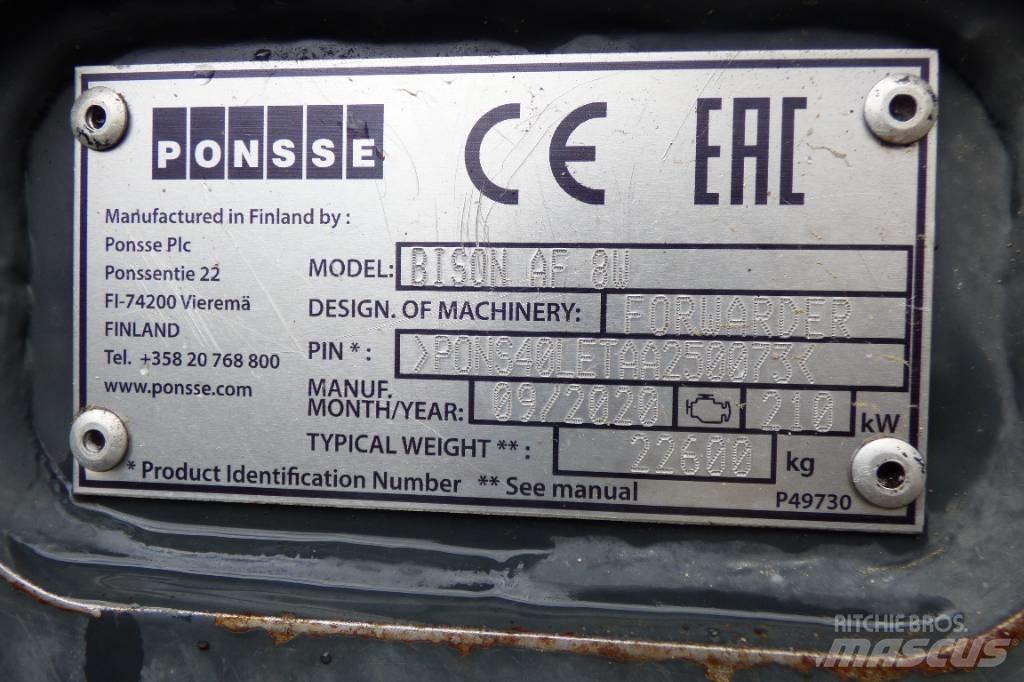 PONSSE
CE EAC
Manufactured in Finland by :
Ponsse Plc
Ponssentie 22
FI-74200 Vieremä
FINLAND
Tel. +358 20 768 800
www.ponsse.com
MODEL: BISON AF 8W
DESIGN. OF MACHINERY: FORWARDER
PIN * : >PONS40LETAA250075<
MANUF.
MONTH/YEAR: 09/2020 210 kW
TYPICAL WEIGHT ** : 22600 kg
* Product Identification Number ** See manual
P49730
RITCHIE BROS.
MASCUS